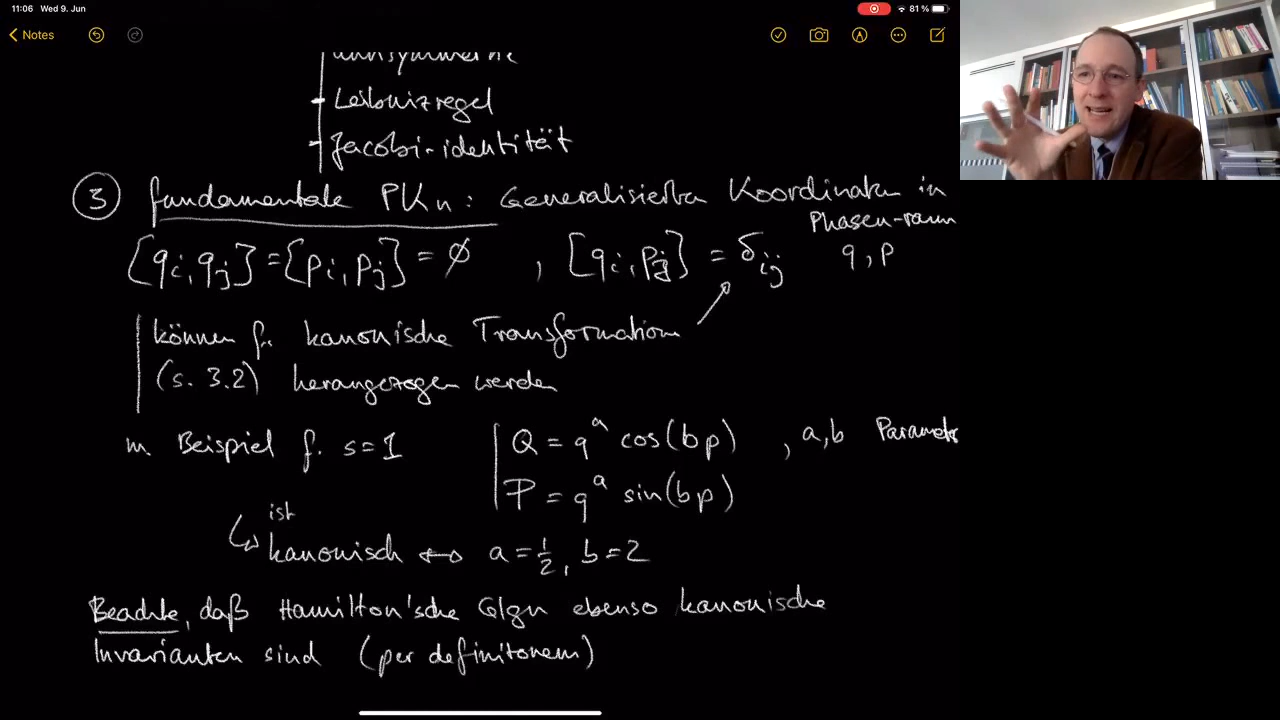 11:06 Wed 9. Jun
81 %
Notes
Leibnizregel
Jacobi-identität
③ fundamentale PKn: Generalisierten Koordinaten in
Phasen-raum
q, p
[qi, qj] = [pi, pj] = ∅ , [qi, pj] = δij
können f. kanonische Transformation
(s. 3.2) herangezogen werden
m. Beispiel f. s=1
Q = q^a cos(bp) , a,b Parameter
P = q^a sin(bp)
ist
kanonisch ↔ a = 1/2, b = 2
Beachte, daß Hamilton'sche Glgn ebenso kanonische
Invarianten sind (per definitonem)